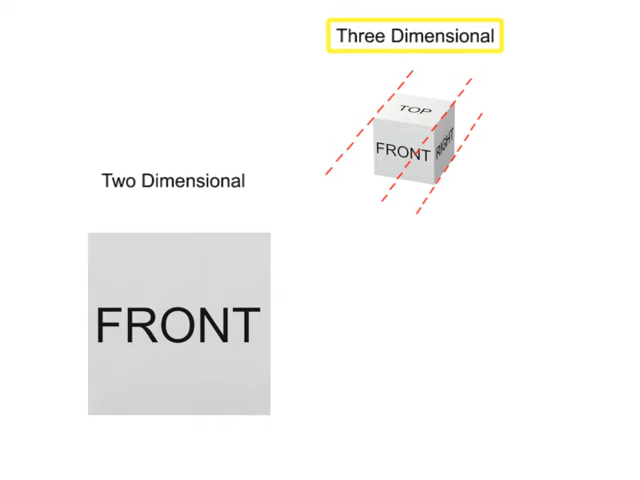 Three Dimensional
TOP
FRONT
RIGHT
Two Dimensional
FRONT